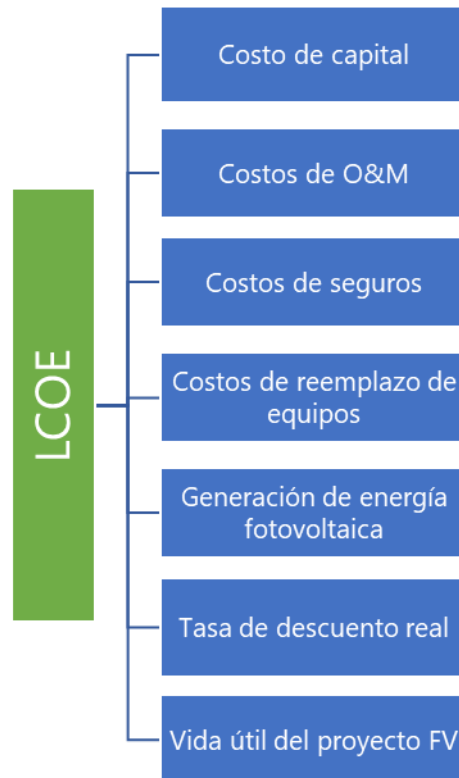 LCOE
Costo de capital
Costos de O&M
Costos de seguros
Costos de reemplazo de
equipos
Generación de energía
fotovoltaica
Tasa de descuento real
Vida útil del proyecto FV